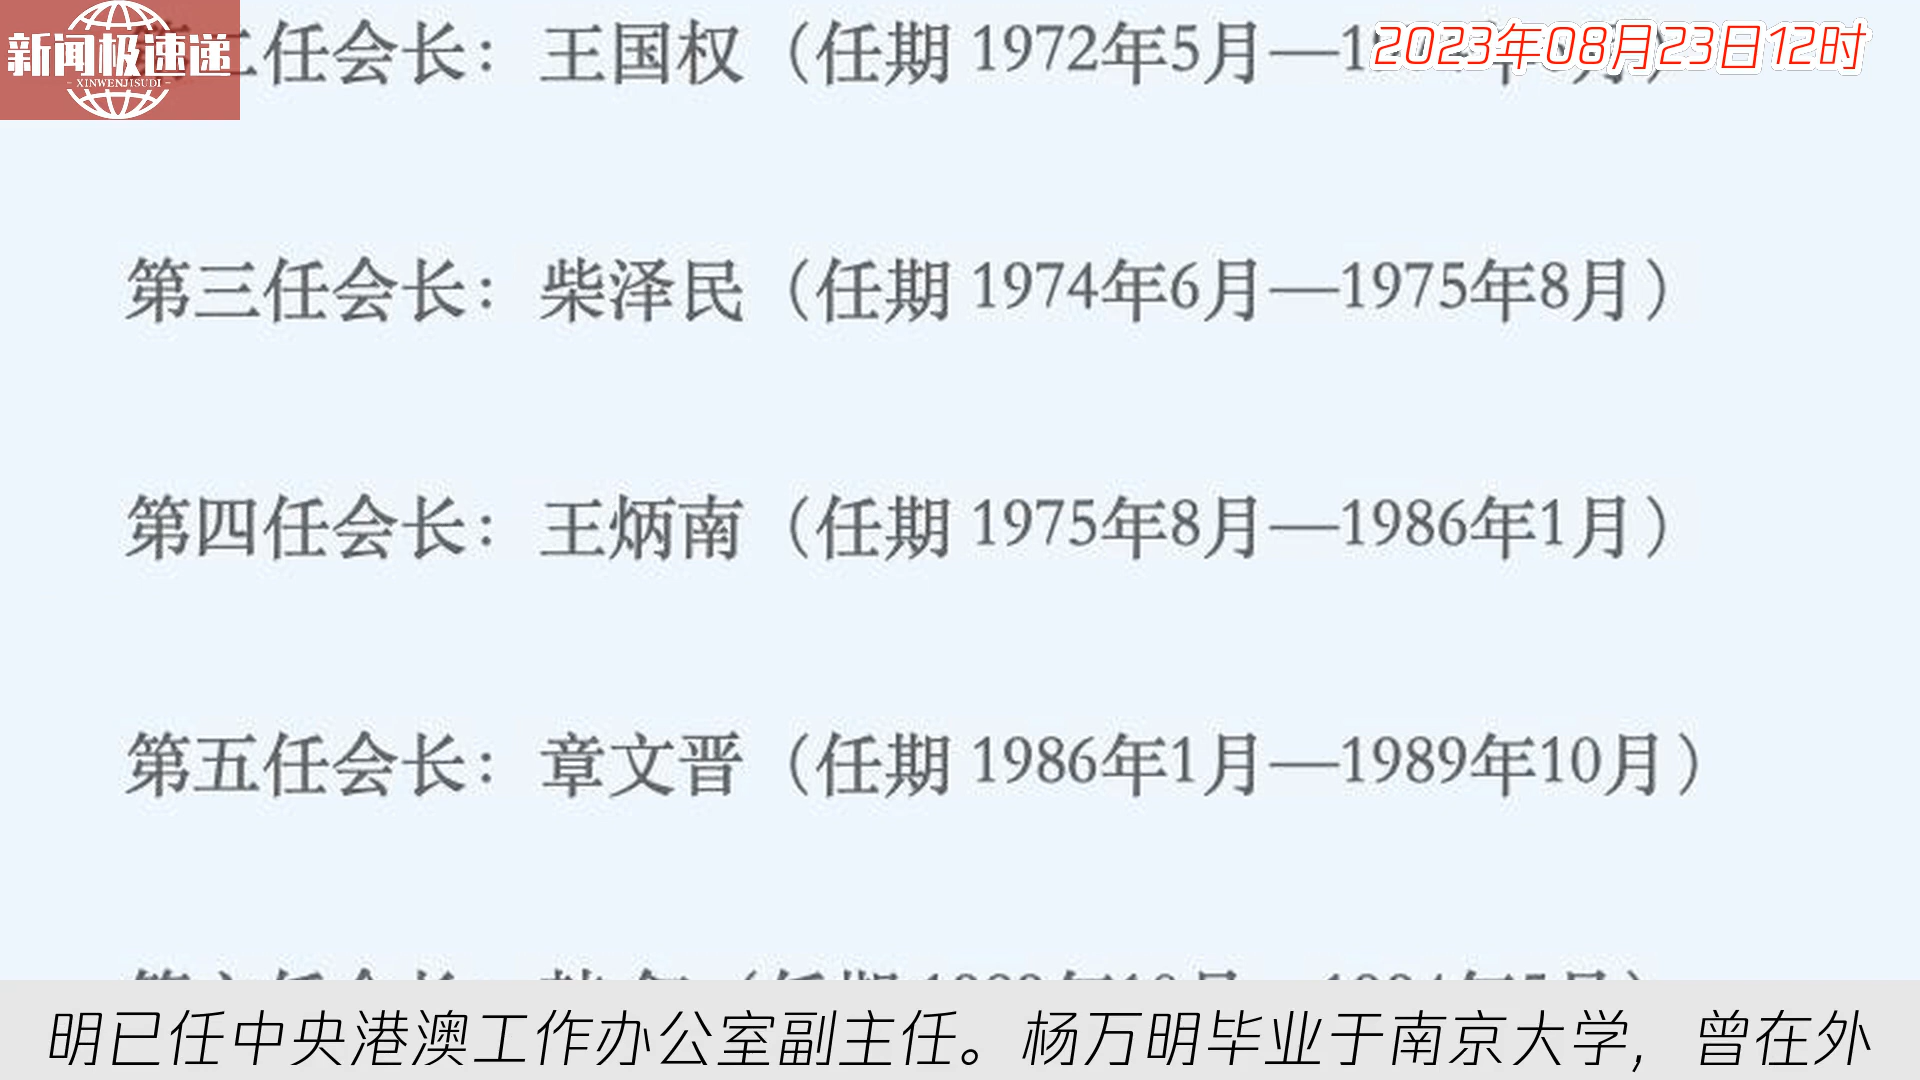 新闻极速递
XINWENJISUDI
2023年08月23日12时
二任会长：王国权（任期 1972年5月—1
第三任会长：柴泽民（任期 1974年6月—1975年8月）
第四任会长：王炳南（任期 1975年8月—1986年1月）
第五任会长：章文晋（任期 1986年1月—1989年10月）
明已任中央港澳工作办公室副主任。杨万明毕业于南京大学，曾在外